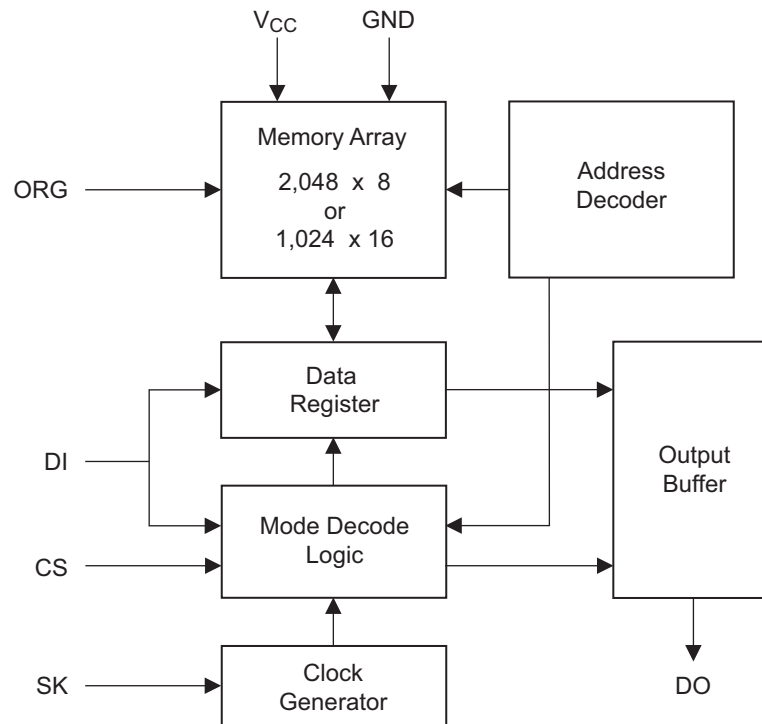 VCC
GND
Memory Array
2,048 x 8
or
1,024 x 16
Address
Decoder
ORG
Data
Register
DI
Output
Buffer
Mode Decode
Logic
CS
Clock
Generator
SK
DO